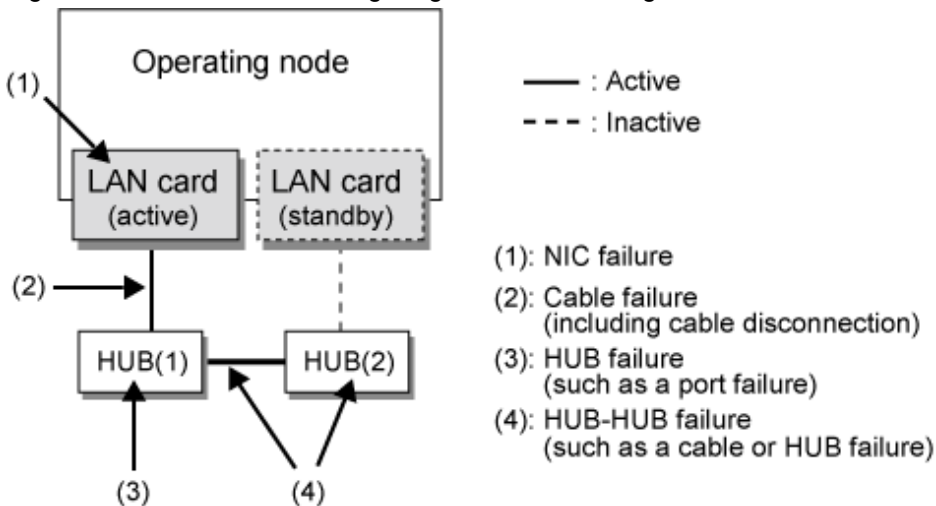 Operating node
(1)
LAN card
(active)
LAN card
(standby)
(2)
HUB(1)
HUB(2)
(3)
(4)
: Active
: Inactive
(1): NIC failure
(2): Cable failure
(including cable disconnection)
(3): HUB failure
(such as a port failure)
(4): HUB-HUB failure
(such as a cable or HUB failure)